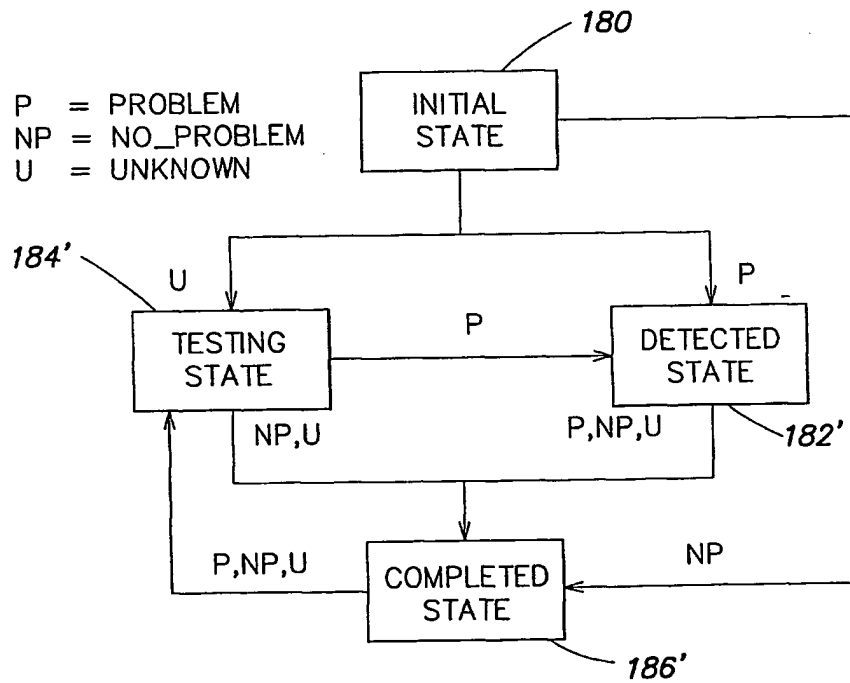 180
P = PROBLEM
NP = NO_PROBLEM
U = UNKNOWN
INITIAL
STATE
184'
U
P
TESTING
STATE
P
DETECTED
STATE
NP,U
P,NP,U
182'
P,NP,U
COMPLETED
STATE
NP
186'